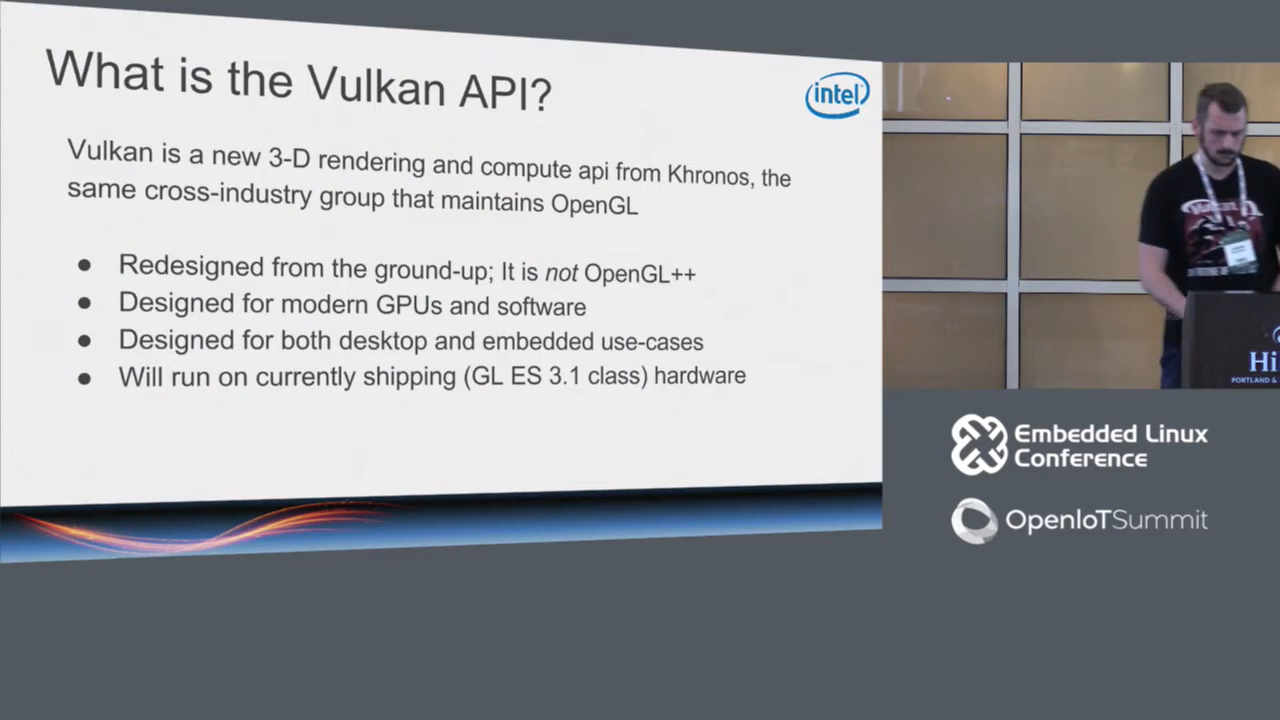 What is the Vulkan API?
intel
Vulkan is a new 3-D rendering and compute api from Khronos, the
same cross-industry group that maintains OpenGL
● Redesigned from the ground-up; It is not OpenGL++
● Designed for modern GPUs and software
● Designed for both desktop and embedded use-cases
● Will run on currently shipping (GL ES 3.1 class) hardware
Hi
PORTLAND &
Embedded Linux
Conference
OpenIoTSummit